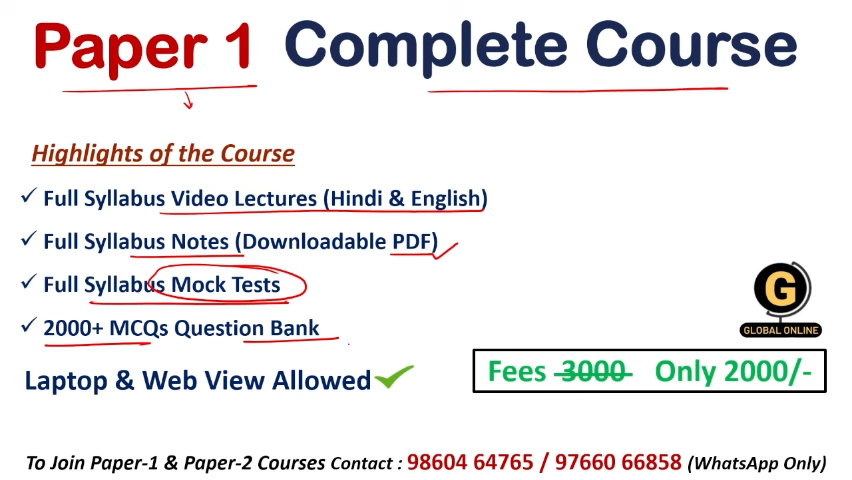 Paper 1 Complete Course
Highlights of the Course
✓ Full Syllabus Video Lectures (Hindi & English)
✓ Full Syllabus Notes (Downloadable PDF)
✓ Full Syllabus Mock Tests
✓ 2000+ MCQs Question Bank
G
GLOBAL ONLINE
Laptop & Web View Allowed
Fees 3000 Only 2000/-
To Join Paper-1 & Paper-2 Courses Contact : 98604 64765 / 97660 66858 (WhatsApp Only)